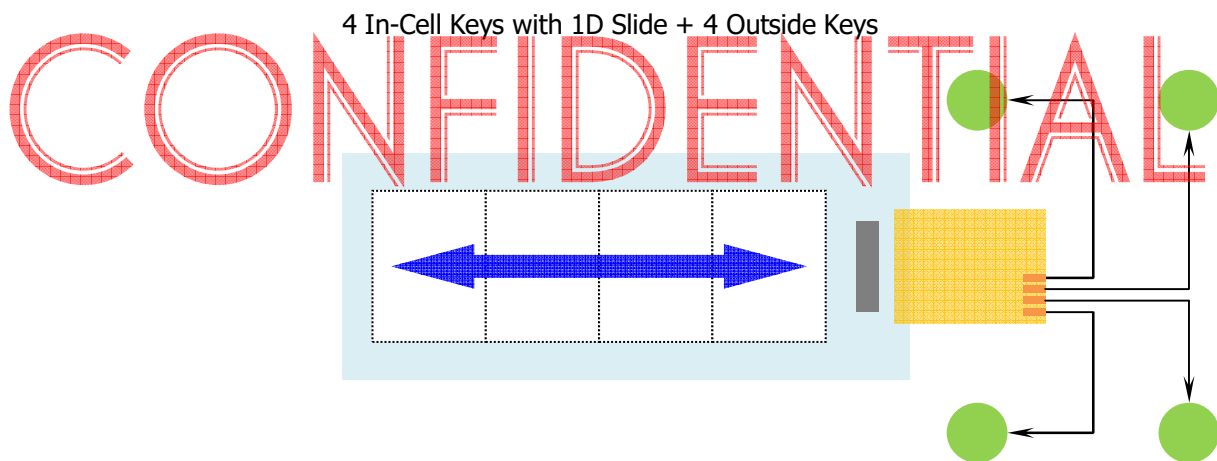 4 In-Cell Keys with 1D Slide + 4 Outside Keys
CONFIDENTIAL